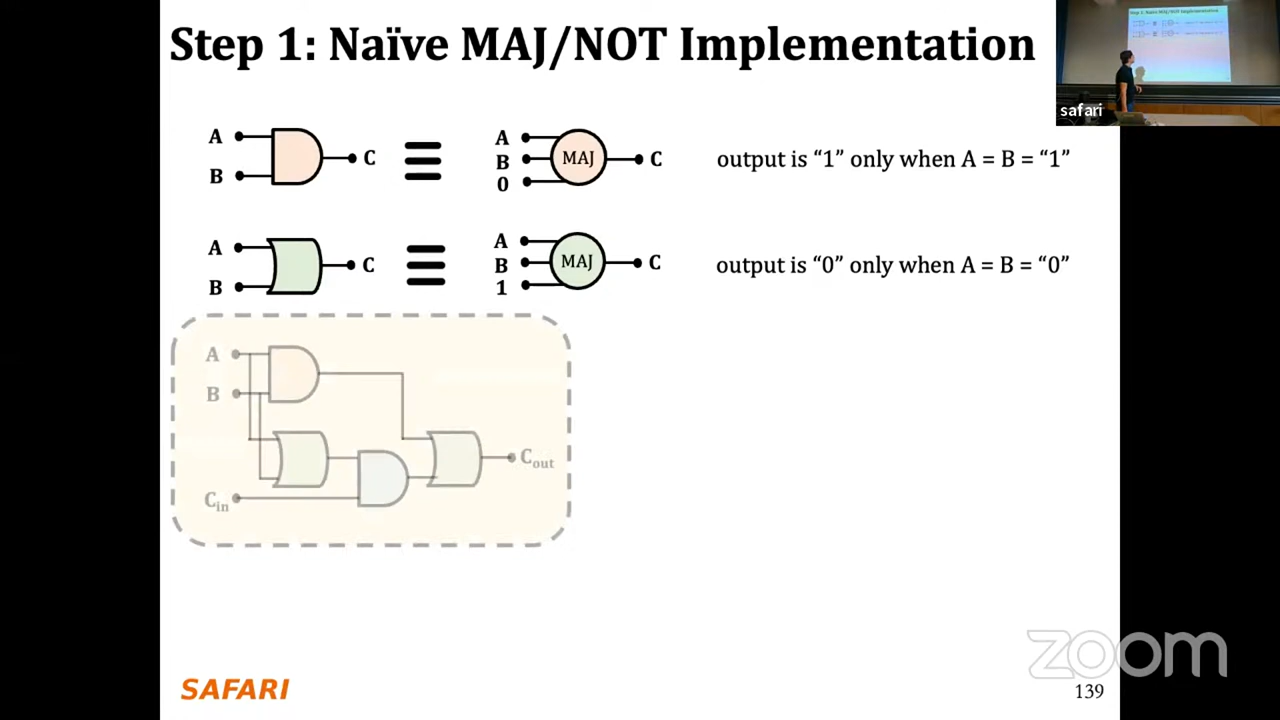 Step 1: Naïve MAJ/NOT Implementation
safari
A
B
C
A
B
0
MAJ
C
output is “1” only when A = B = “1”
A
B
C
A
B
1
MAJ
C
output is “0” only when A = B = “0”
A
B
Cin
Cout
zoom
SAFARI
139